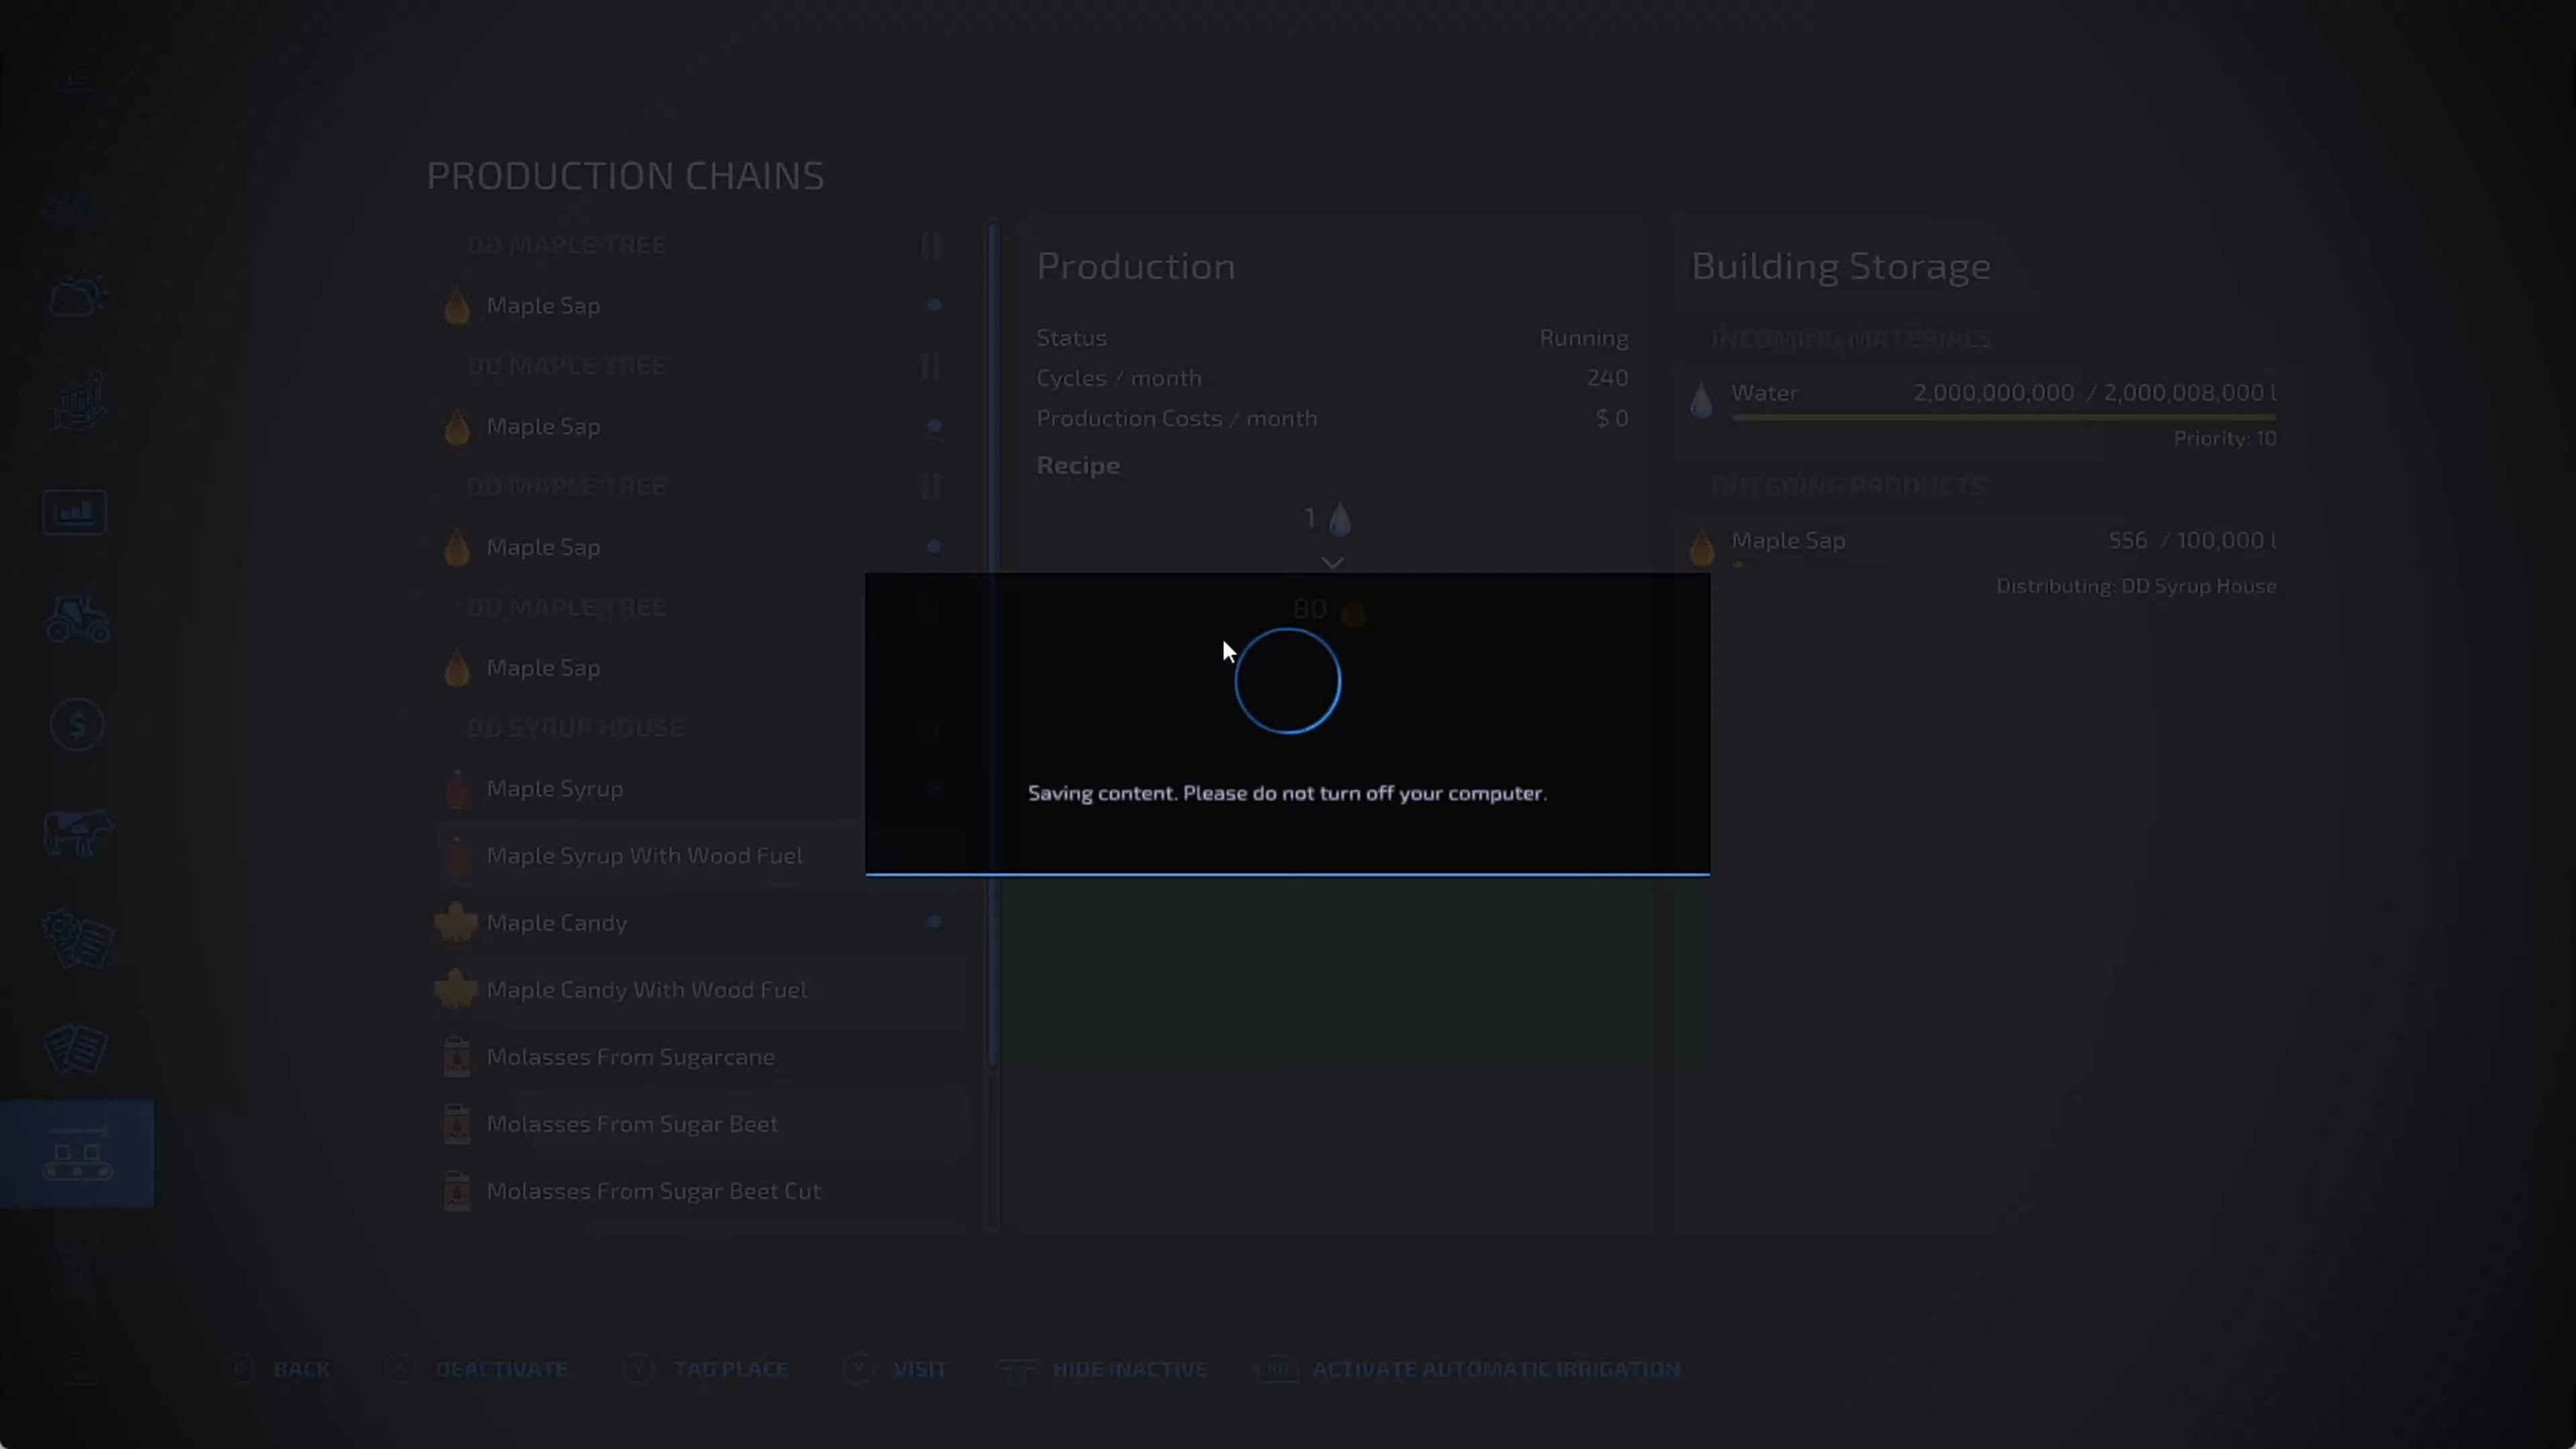 PRODUCTION CHAINS
DD MAPLE TREE
Maple Sap
DD MAPLE TREE
Maple Sap
DD MAPLE TREE
Maple Sap
DD MAPLE TREE
Maple Sap
DD SYRUP HOUSE
Maple Syrup
Maple Syrup With Wood Fuel
Maple Candy
Maple Candy With Wood Fuel
Molasses From Sugarcane
Molasses From Sugar Beet
Molasses From Sugar Beet Cut
Production
Status Running
Cycles / month 240
Production Costs / month $ 0
Recipe
1
80
Building Storage
INCOMING MATERIALS
Water 2,000,000,000 / 2,000,008,000 l
Priority: 10
OUTGOING PRODUCTS
Maple Sap 556 / 100,000 l
Distributing: DD Syrup House
Saving content. Please do not turn off your computer.
BACK DEACTIVATE TAG PLACE VISIT HIDE INACTIVE ACTIVATE AUTOMATIC IRRIGATION